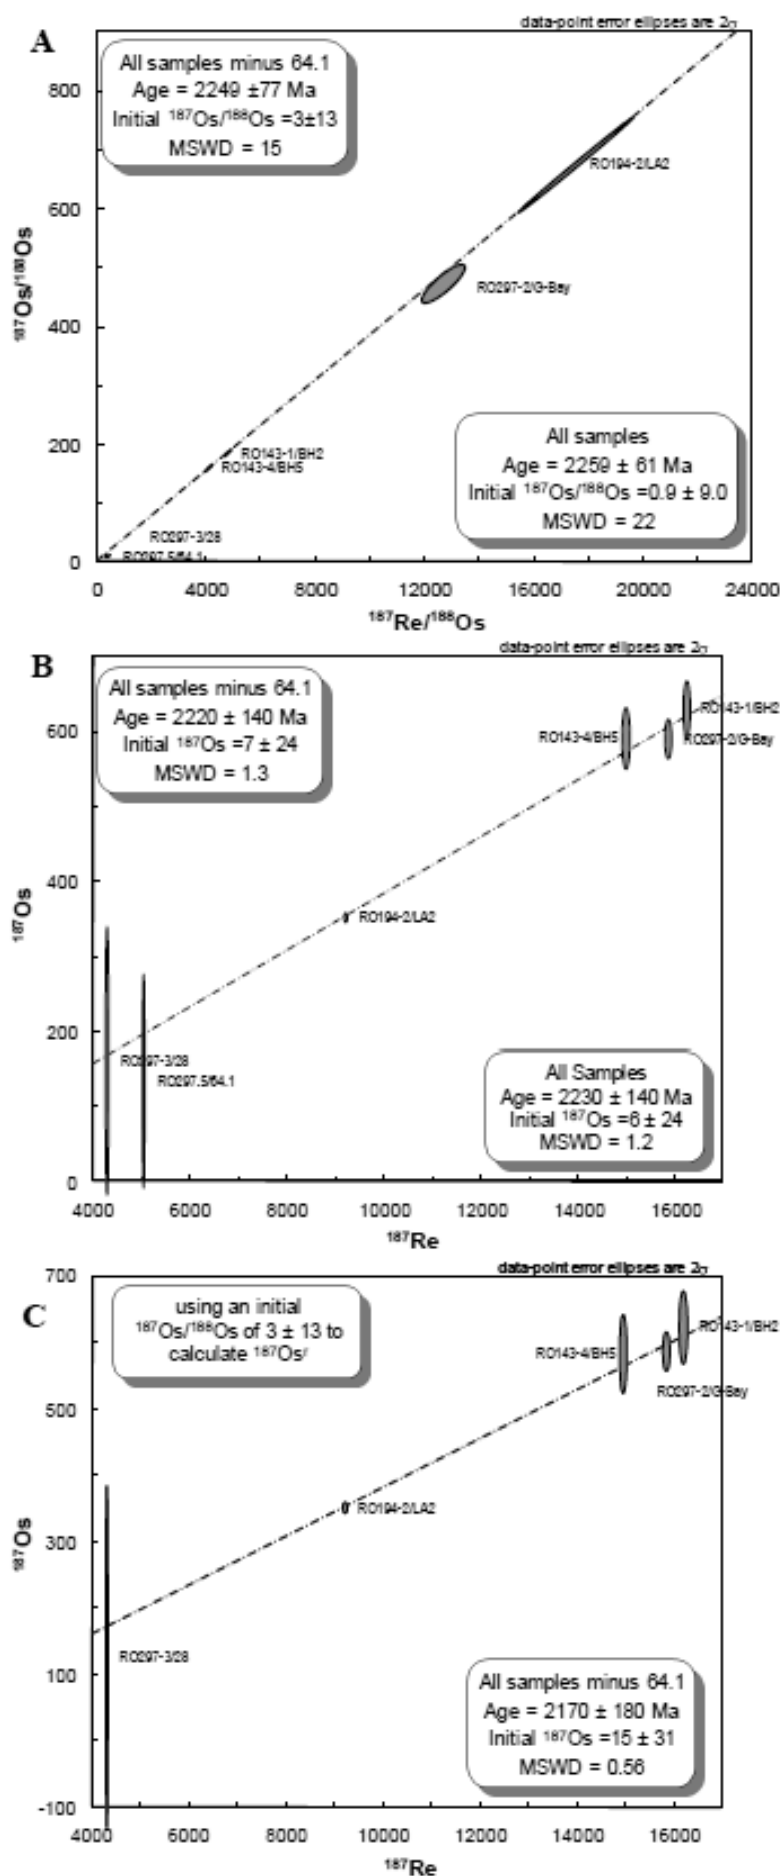 data-point error ellipses are 2σ
A
All samples minus 64.1
Age = 2249 ±77 Ma
Initial ¹⁸⁷Os/¹⁸⁸Os =3±13
MSWD = 15
800
600
400
200
0
¹⁸⁷Os/¹⁸⁸Os
RO194-2/LA2
RO297-2/G-Bay
RO143-1/BH2
RO143-4/BH5
RO297-3/28
RO297.5/64.1
All samples
Age = 2259 ± 61 Ma
Initial ¹⁸⁷Os/¹⁸⁸Os =0.9 ± 9.0
MSWD = 22
0 4000 8000 12000 16000 20000 24000
¹⁸⁷Re/¹⁸⁸Os
data-point error ellipses are 2σ
B
All samples minus 64.1
Age = 2220 ± 140 Ma
Initial ¹⁸⁷Os =7 ± 24
MSWD = 1.3
600
400
200
0
¹⁸⁷Os
RO143-1/BH2
RO143-4/BH5
RO297-2/G-Bay
RO194-2/LA2
RO297-3/28
RO297.5/64.1
All Samples
Age = 2230 ± 140 Ma
Initial ¹⁸⁷Os =6 ± 24
MSWD = 1.2
4000 6000 8000 10000 12000 14000 16000
¹⁸⁷Re
data-point error ellipses are 2σ
C
using an initial
¹⁸⁷Os/¹⁸⁸Os of 3 ± 13 to
calculate ¹⁸⁷Osʳ
700
500
300
100
-100
¹⁸⁷Os
RO143-1/BH2
RO143-4/BH5
RO297-2/G-Bay
RO194-2/LA2
RO297-3/28
All samples minus 64.1
Age = 2170 ± 180 Ma
Initial ¹⁸⁷Os =15 ± 31
MSWD = 0.56
4000 6000 8000 10000 12000 14000 16000
¹⁸⁷Re